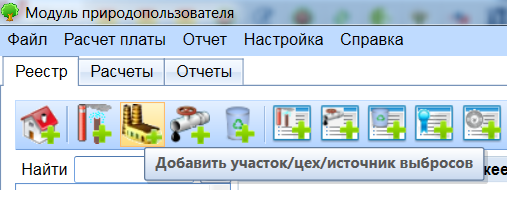 Модуль природопользователя
Файл Расчет платы Отчет Настройка Справка
Реестр Расчеты Отчеты
Найти
Добавить участок/цех/источник выбросов